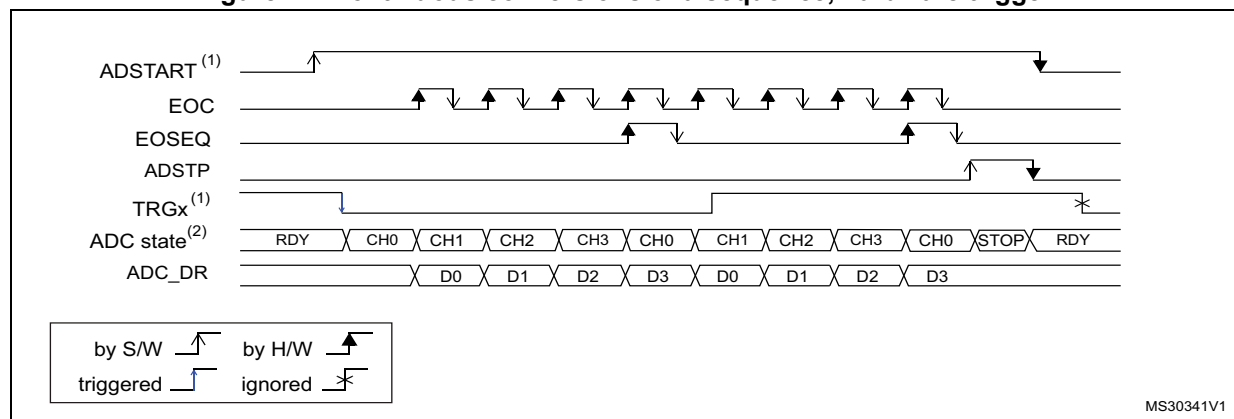 ADSTART (1)
EOC
EOSEQ
ADSTP
TRGx (1)
ADC state (2) RDY CH0 CH1 CH2 CH3 CH0 CH1 CH2 CH3 CH0 STOP RDY
ADC_DR D0 D1 D2 D3 D0 D1 D2 D3
by S/W by H/W
triggered ignored
MS30341V1